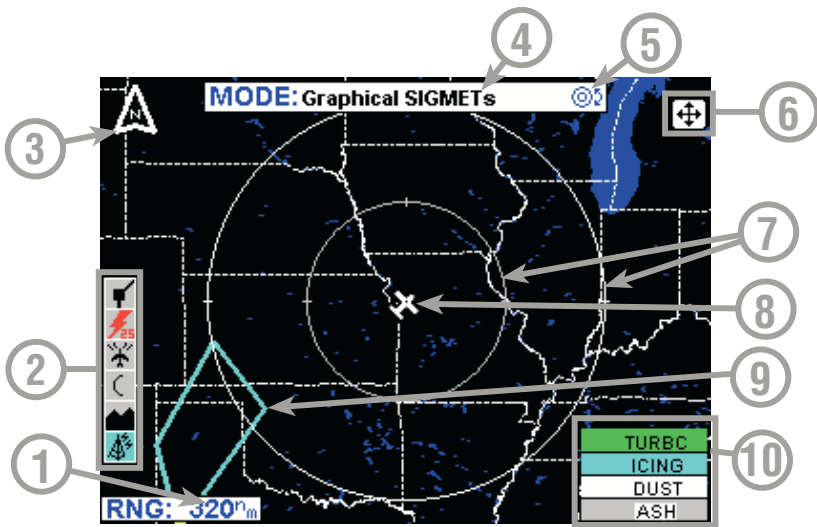 4
5
MODE: Graphical SIGMETs
6
N
3
7
8
25
2
9
TURBC
10
ICING
1
DUST
RNG: 320nm
ASH